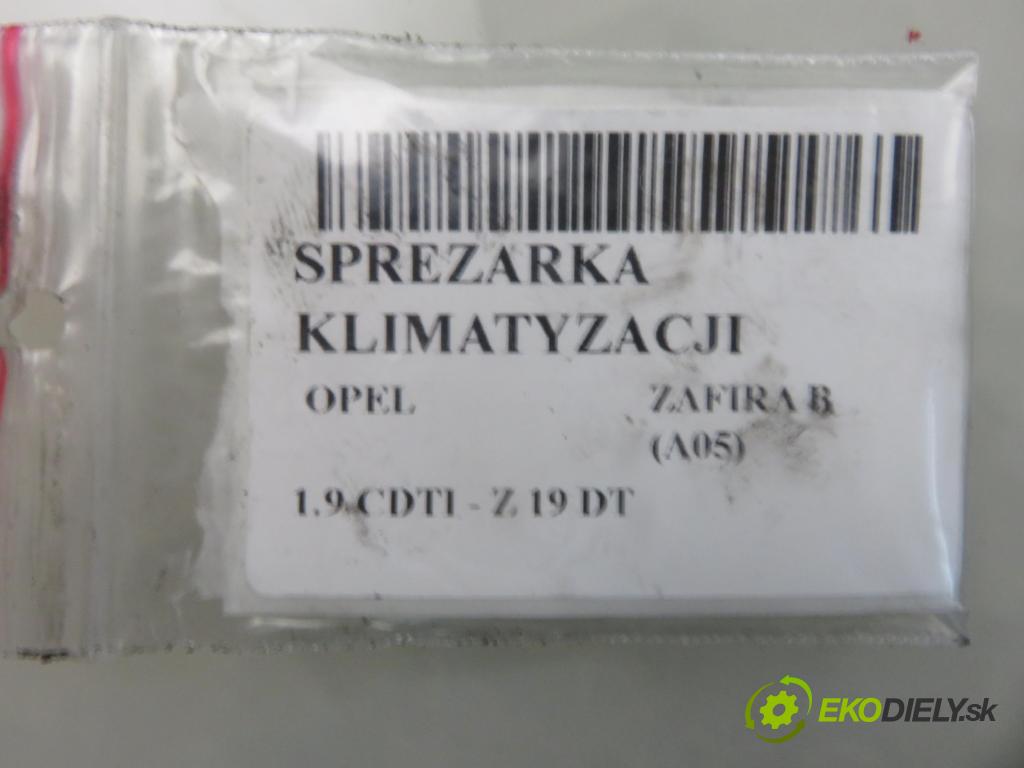 SPREZARKA
KLIMATYZACJI
OPEL ZAFIRA B
(A05)
1.9 CDTI - Z 19 DT
EKODIELY.sk